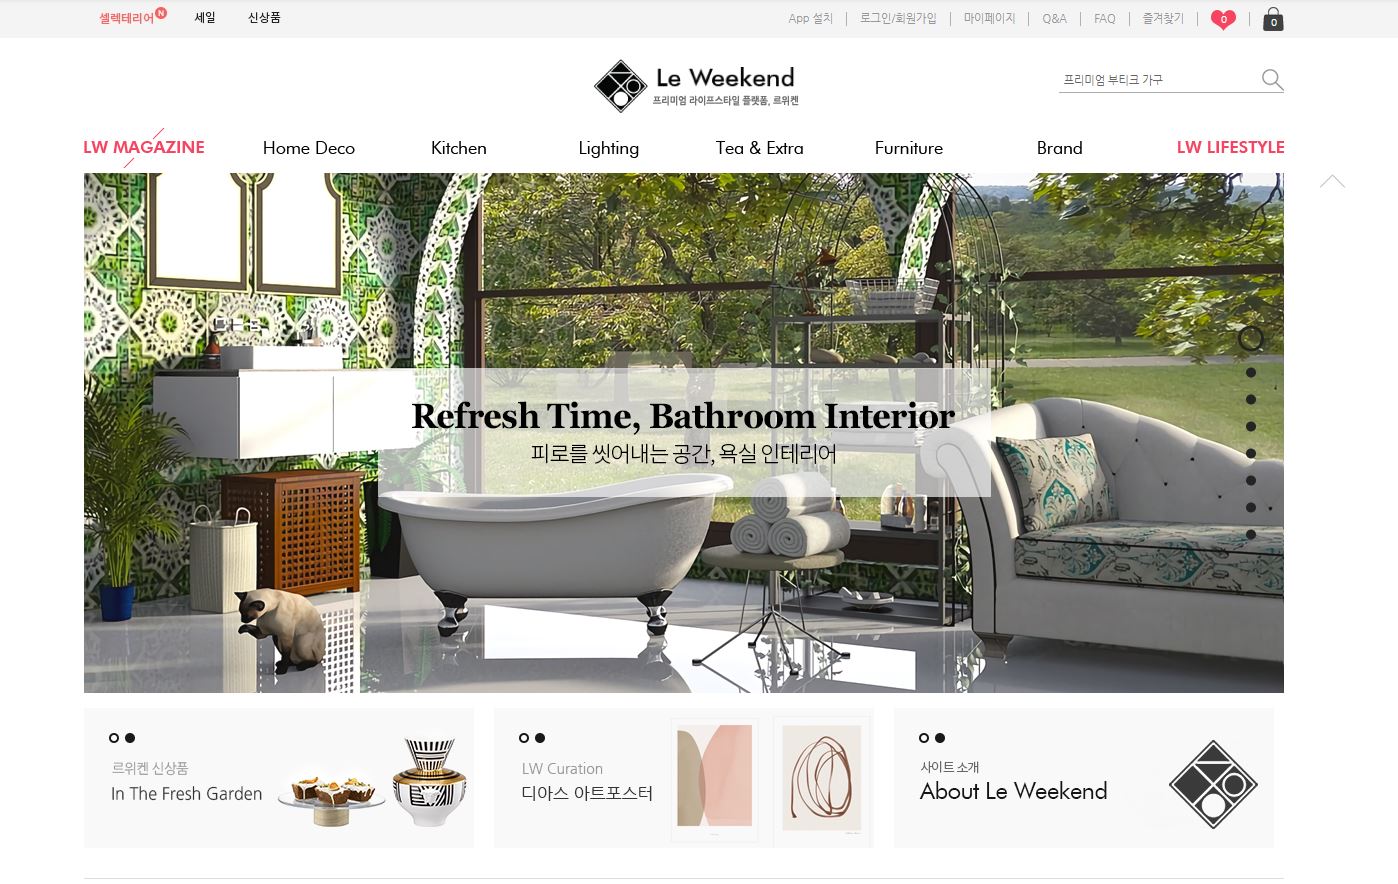 셀렉테리어 N 세일 신상품
App 설치 로그인/회원가입 마이페이지 Q&A FAQ 즐겨찾기 0 0
Le Weekend
프리미엄 라이프스타일 플랫폼, 르위켄
프리미엄 부티크 가구
LW MAGAZINE Home Deco Kitchen Lighting Tea & Extra Furniture Brand LW LIFESTYLE
Refresh Time, Bathroom Interior
피로를 씻어내는 공간, 욕실 인테리어
르위켄 신상품
In The Fresh Garden
LW Curation
디아스 아트포스터
사이트 소개
About Le Weekend